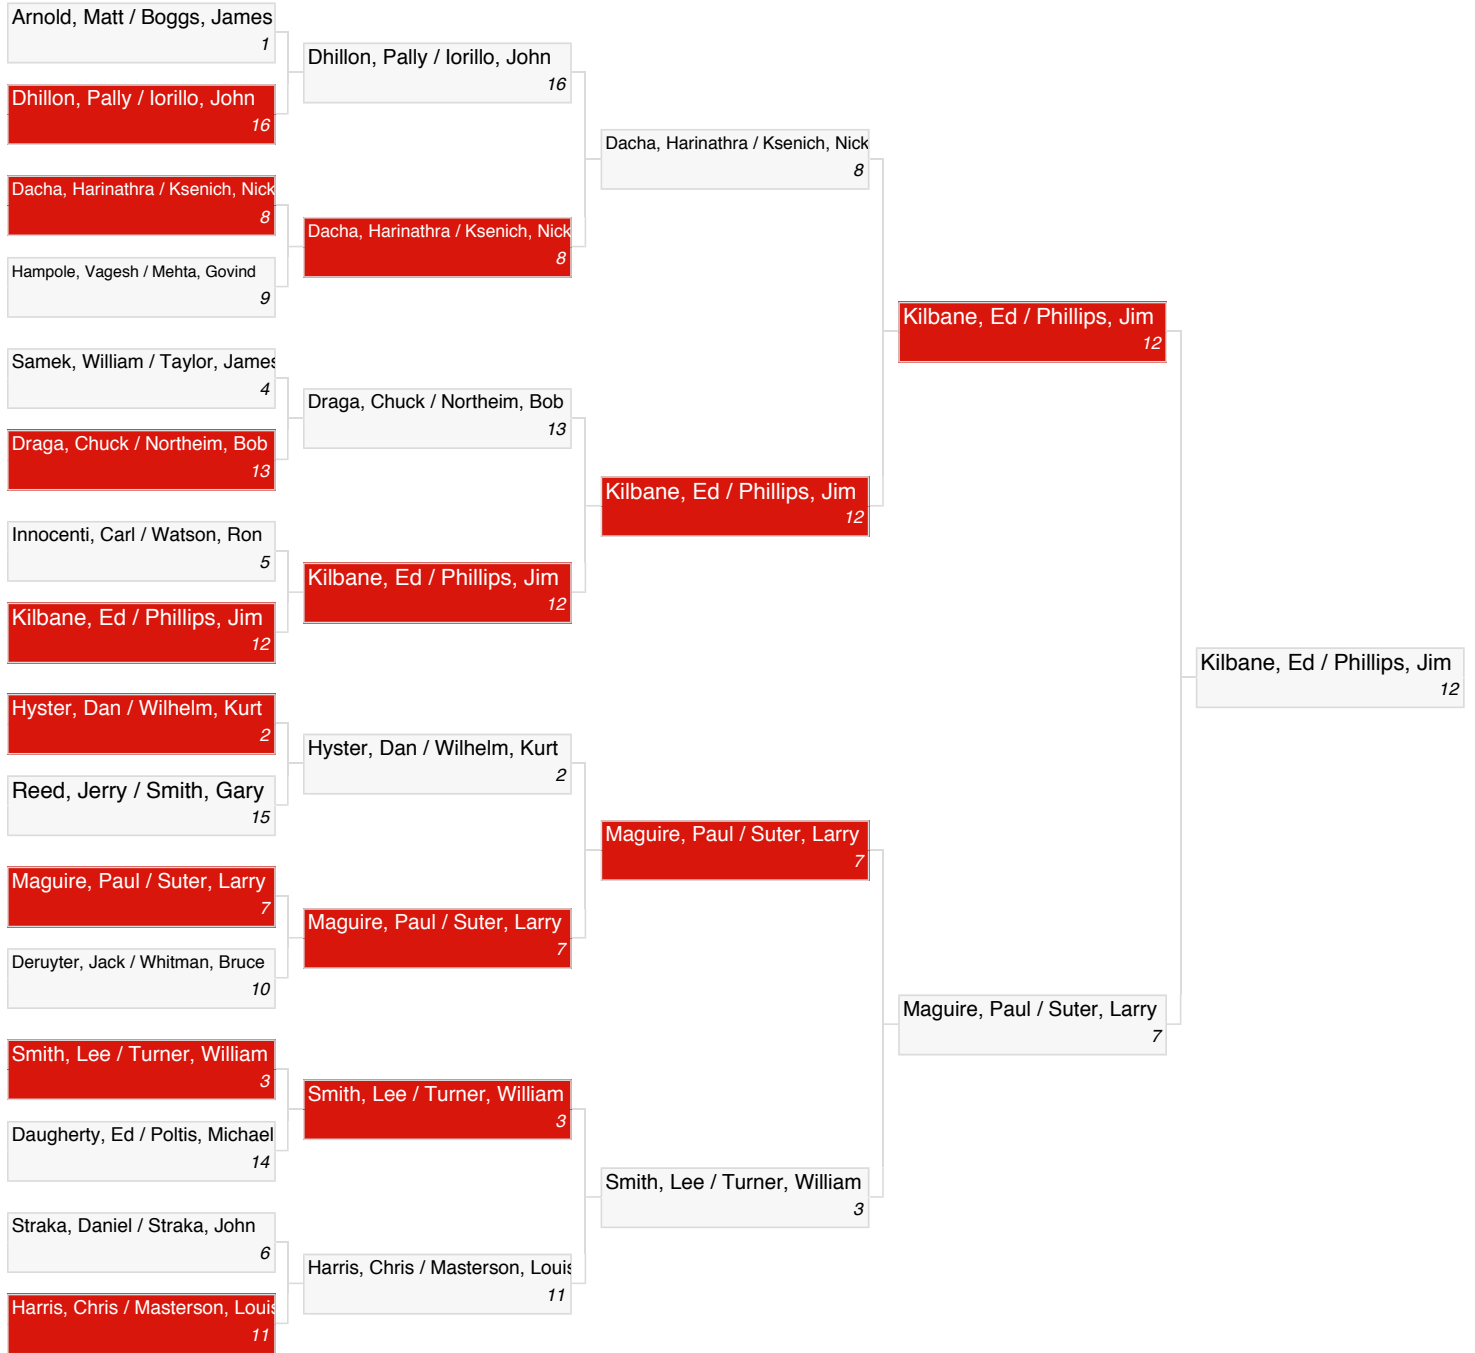 Arnold, Matt / Boggs, James
1
Dhillon, Pally / Iorillo, John
16
Dacha, Harinathra / Ksenich, Nick
8
Hampole, Vagesh / Mehta, Govind
9
Samek, William / Taylor, James
4
Draga, Chuck / Northeim, Bob
13
Innocenti, Carl / Watson, Ron
5
Kilbane, Ed / Phillips, Jim
12
Hyster, Dan / Wilhelm, Kurt
2
Reed, Jerry / Smith, Gary
15
Maguire, Paul / Suter, Larry
7
Deruyter, Jack / Whitman, Bruce
10
Smith, Lee / Turner, William
3
Daugherty, Ed / Poltis, Michael
14
Straka, Daniel / Straka, John
6
Harris, Chris / Masterson, Louis
11
Dhillon, Pally / Iorillo, John
16
Dacha, Harinathra / Ksenich, Nick
8
Draga, Chuck / Northeim, Bob
13
Kilbane, Ed / Phillips, Jim
12
Hyster, Dan / Wilhelm, Kurt
2
Maguire, Paul / Suter, Larry
7
Smith, Lee / Turner, William
3
Harris, Chris / Masterson, Louis
11
Dacha, Harinathra / Ksenich, Nick
8
Kilbane, Ed / Phillips, Jim
12
Maguire, Paul / Suter, Larry
7
Smith, Lee / Turner, William
3
Kilbane, Ed / Phillips, Jim
12
Maguire, Paul / Suter, Larry
7
Kilbane, Ed / Phillips, Jim
12